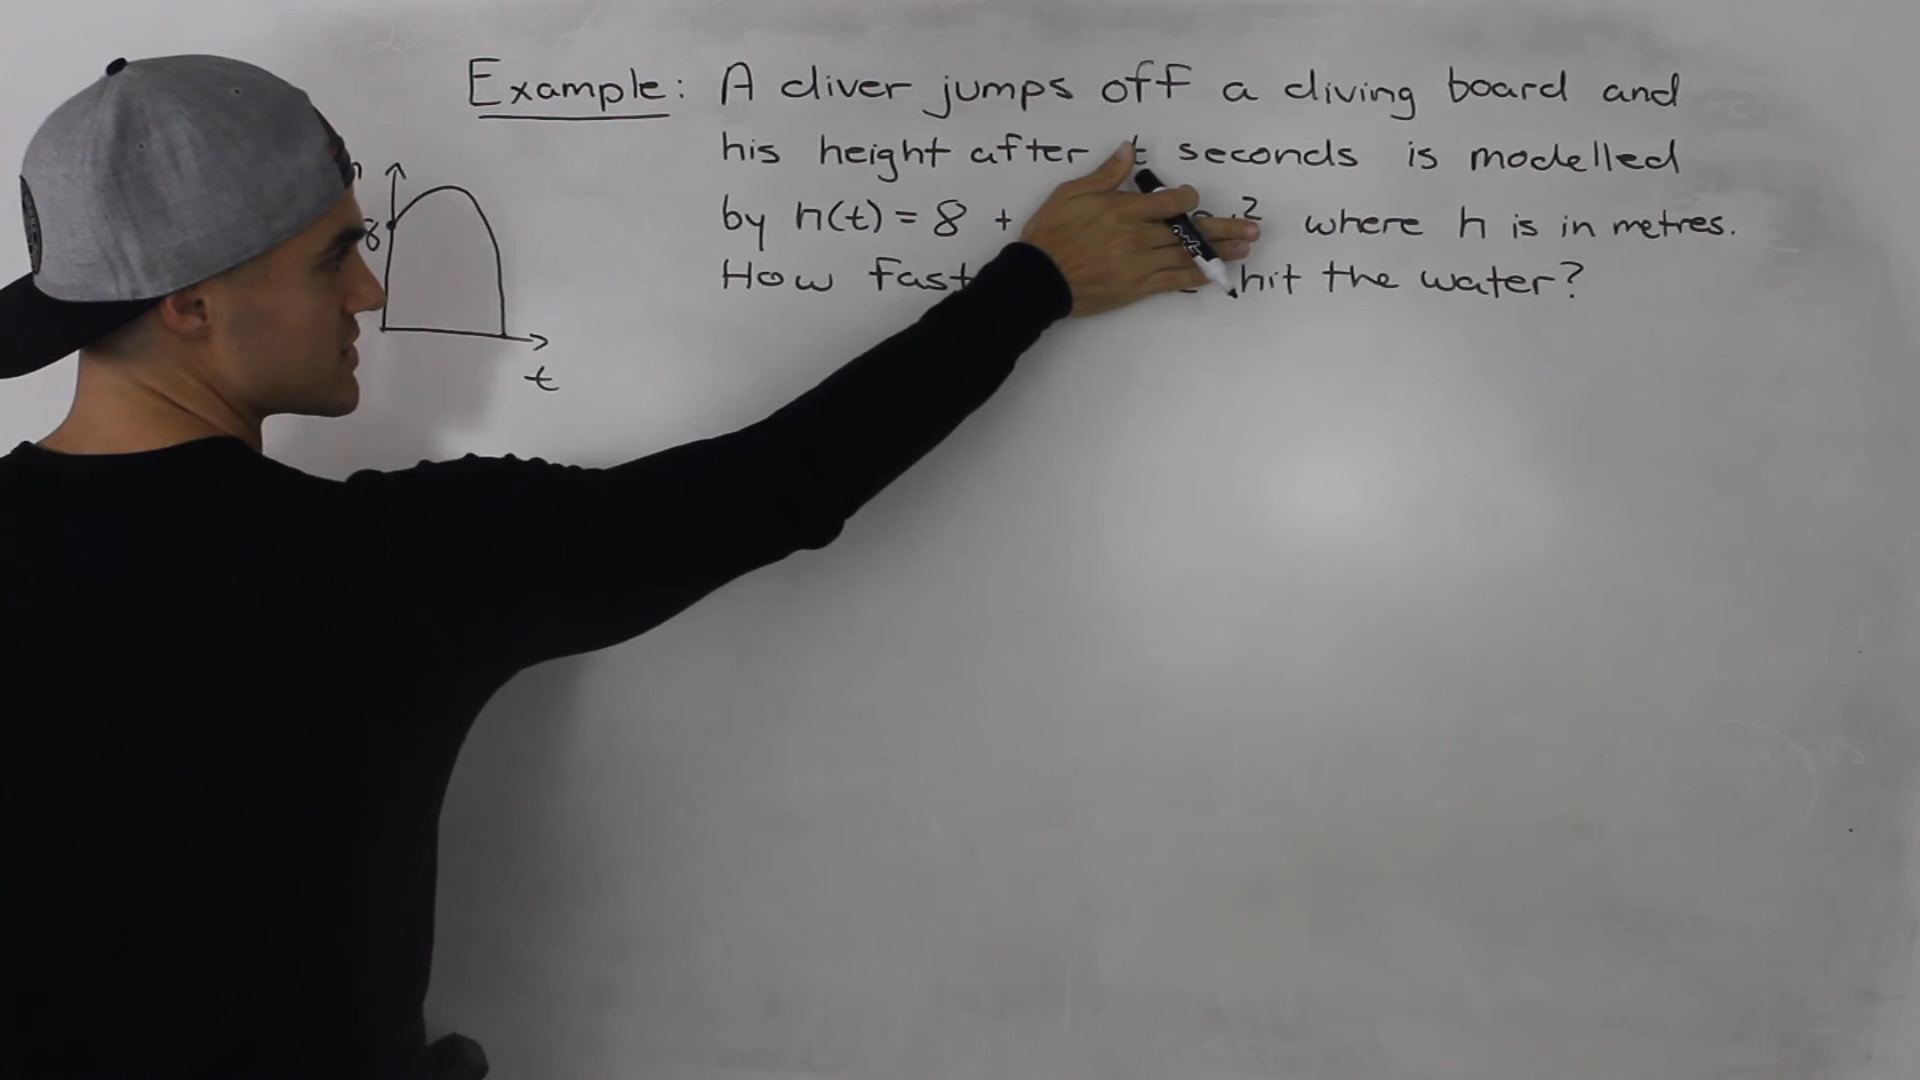 Example: A diver jumps off a diving board and
his height after t seconds is modelled
by h(t) = 8 + ² where h is in metres.
How fast hit the water?
8
t